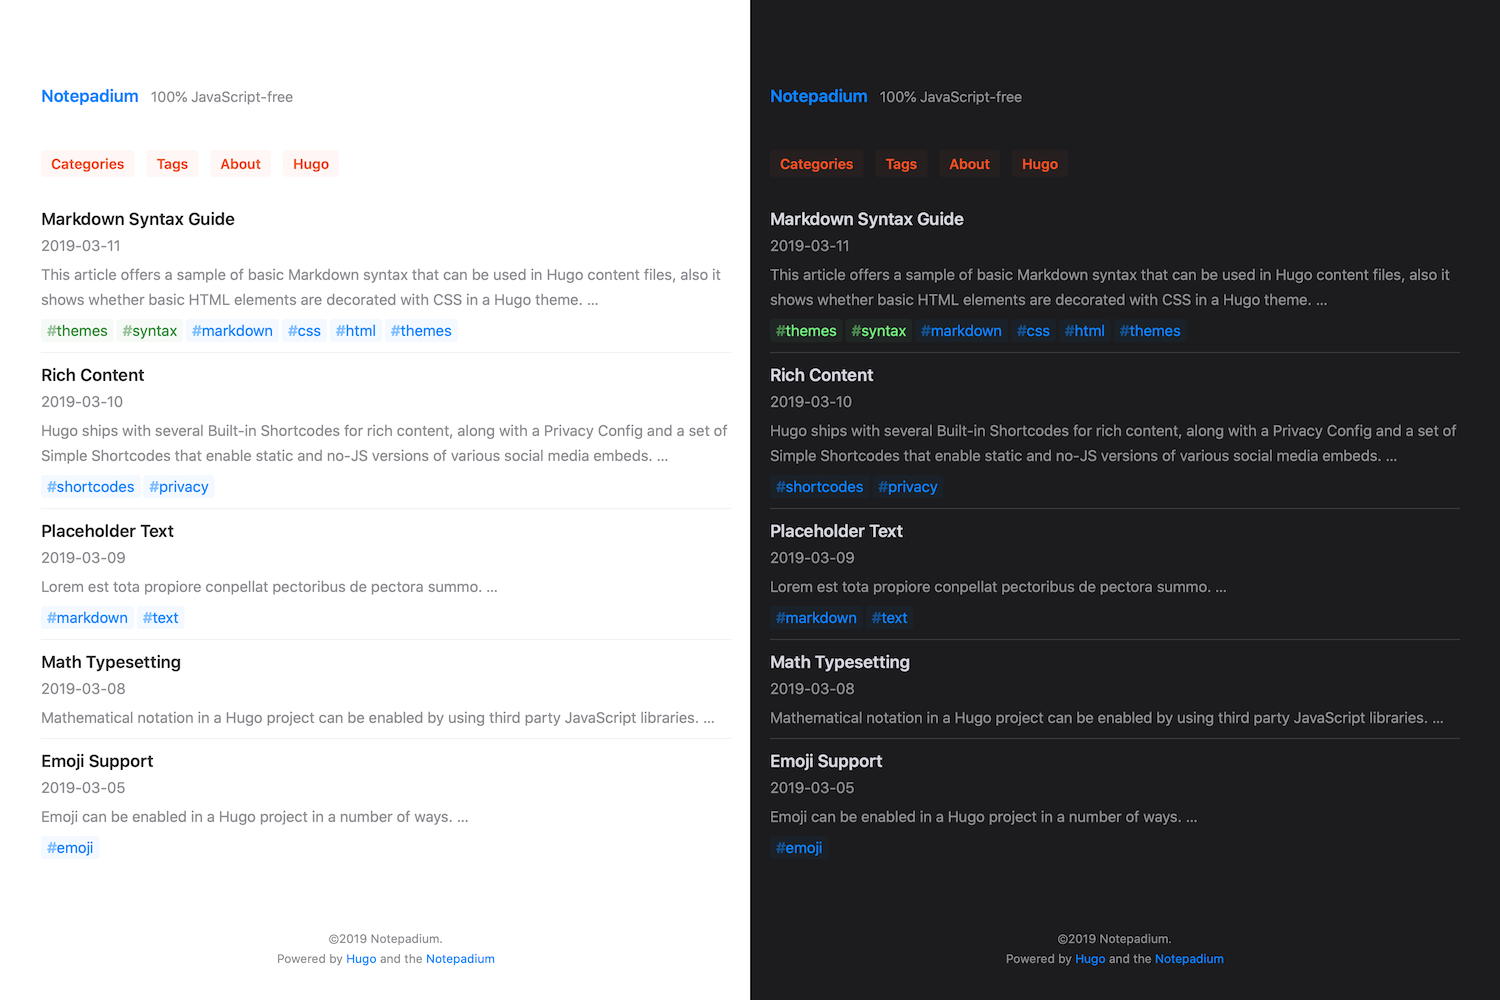 Notepadium 100% JavaScript-free
Categories Tags About Hugo
Markdown Syntax Guide
2019-03-11
This article offers a sample of basic Markdown syntax that can be used in Hugo content files, also it
shows whether basic HTML elements are decorated with CSS in a Hugo theme. ...
#themes #syntax #markdown #css #html #themes
Rich Content
2019-03-10
Hugo ships with several Built-in Shortcodes for rich content, along with a Privacy Config and a set of
Simple Shortcodes that enable static and no-JS versions of various social media embeds. ...
#shortcodes #privacy
Placeholder Text
2019-03-09
Lorem est tota propiore conpellat pectoribus de pectora summo. ...
#markdown #text
Math Typesetting
2019-03-08
Mathematical notation in a Hugo project can be enabled by using third party JavaScript libraries. ...
Emoji Support
2019-03-05
Emoji can be enabled in a Hugo project in a number of ways. ...
#emoji
©2019 Notepadium.
Powered by Hugo and the Notepadium
Notepadium 100% JavaScript-free
Categories Tags About Hugo
Markdown Syntax Guide
2019-03-11
This article offers a sample of basic Markdown syntax that can be used in Hugo content files, also it
shows whether basic HTML elements are decorated with CSS in a Hugo theme. ...
#themes #syntax #markdown #css #html #themes
Rich Content
2019-03-10
Hugo ships with several Built-in Shortcodes for rich content, along with a Privacy Config and a set of
Simple Shortcodes that enable static and no-JS versions of various social media embeds. ...
#shortcodes #privacy
Placeholder Text
2019-03-09
Lorem est tota propiore conpellat pectoribus de pectora summo. ...
#markdown #text
Math Typesetting
2019-03-08
Mathematical notation in a Hugo project can be enabled by using third party JavaScript libraries. ...
Emoji Support
2019-03-05
Emoji can be enabled in a Hugo project in a number of ways. ...
#emoji
©2019 Notepadium.
Powered by Hugo and the Notepadium